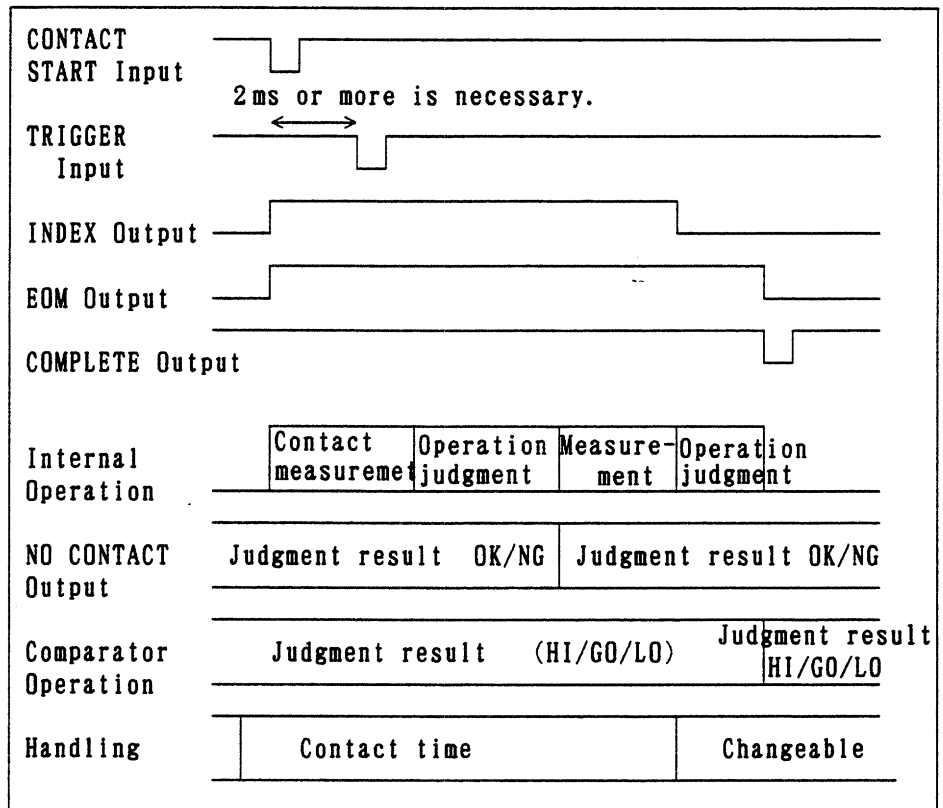 CONTACT
START Input
2ms or more is necessary.
TRIGGER
Input
INDEX Output
EOM Output
COMPLETE Output
Internal
Operation
Contact
measuremet
Operation
judgment
Measure-
ment
Operation
judgment
NO CONTACT
Output
Judgment result OK/NG
Judgment result OK/NG
Comparator
Operation
Judgment result (HI/GO/LO)
Judgment result
HI/GO/LO
Handling
Contact time
Changeable